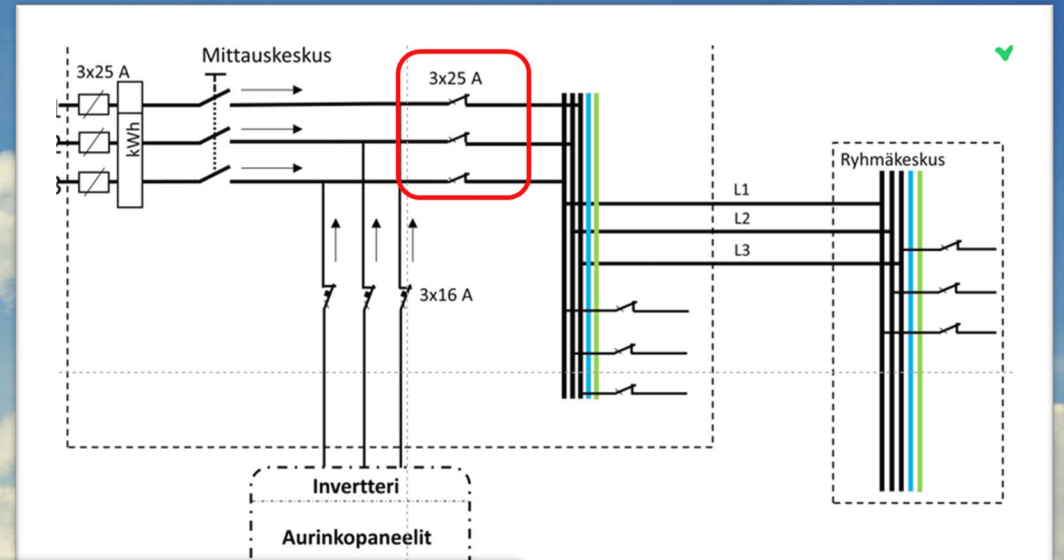 Mittauskeskus
3x25 A
3x25 A
kWh
Ryhmäkeskus
L1
L2
L3
3x16 A
Invertteri
Aurinkopaneelit